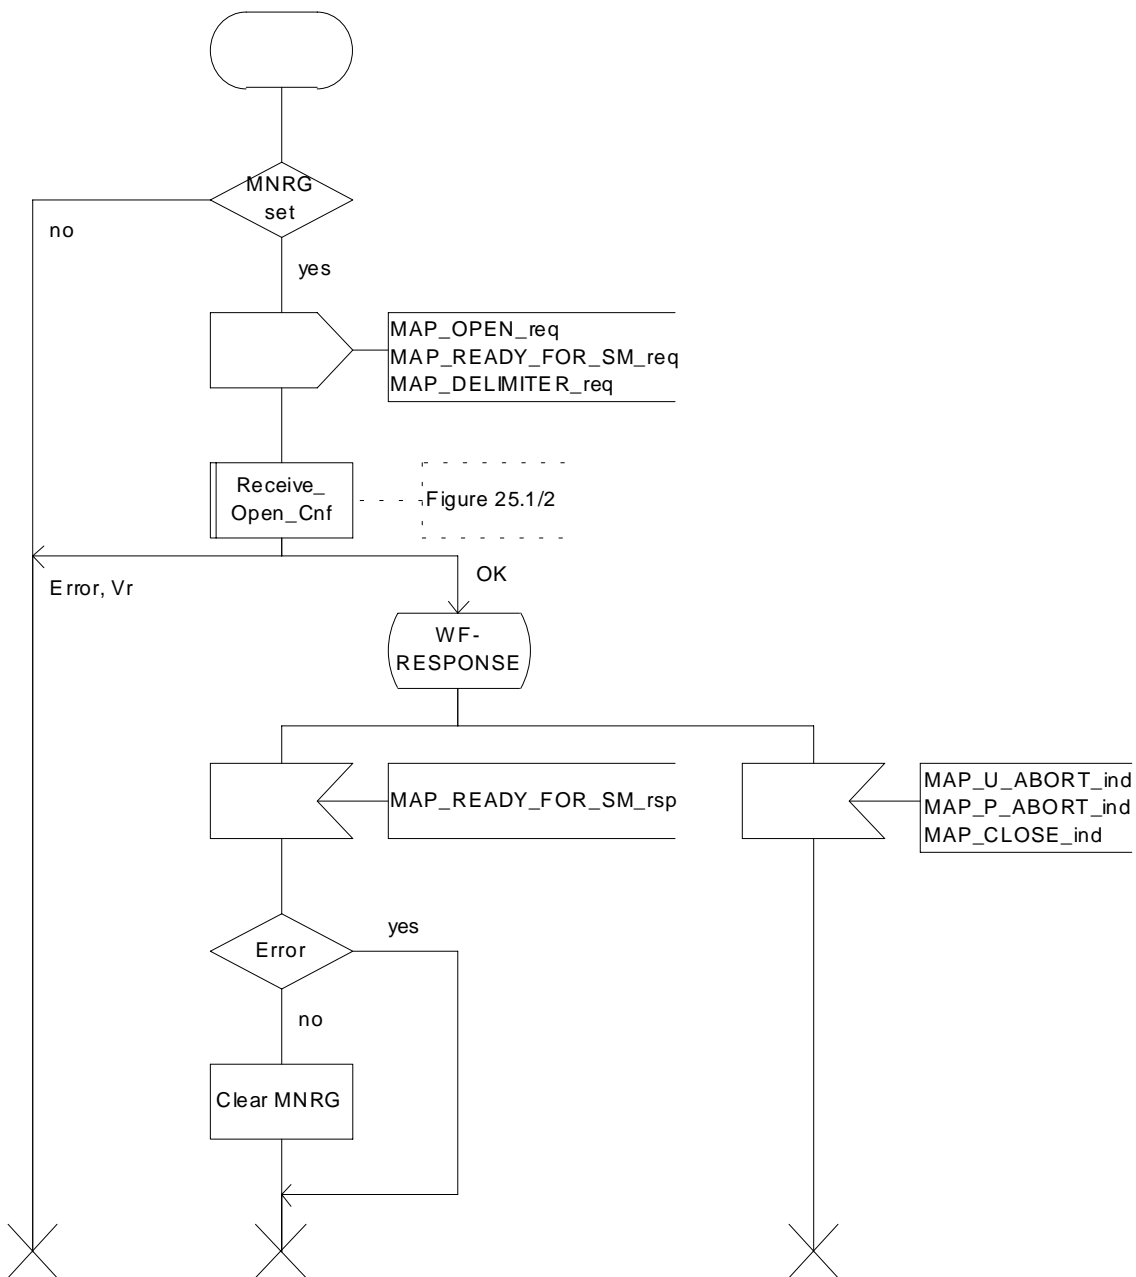 MNRG
set
no
yes
MAP_OPEN_req
MAP_READY_FOR_SM_req
MAP_DELIMITER_req
Receive_
Open_Cnf
Figure 25.1/2
Error, Vr
OK
WF-
RESPONSE
MAP_READY_FOR_SM_rsp
MAP_U_ABORT_ind
MAP_P_ABORT_ind
MAP_CLOSE_ind
Error
yes
no
Clear MNRG